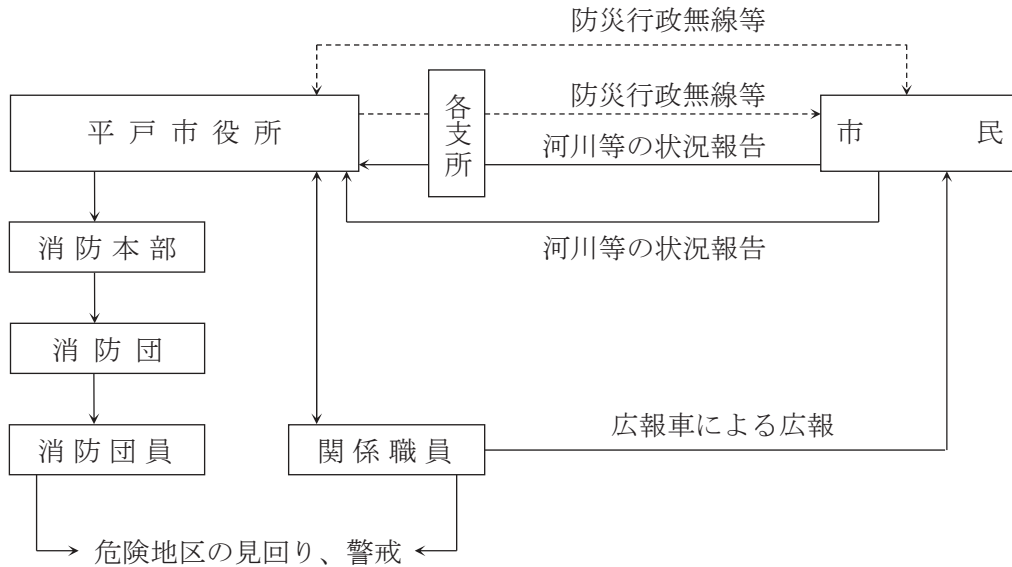 防災行政無線等
平戸市役所
各支所
防災行政無線等
市民
河川等の状況報告
消防本部
河川等の状況報告
消防団
消防団員
関係職員
広報車による広報
危険地区の見回り、警戒